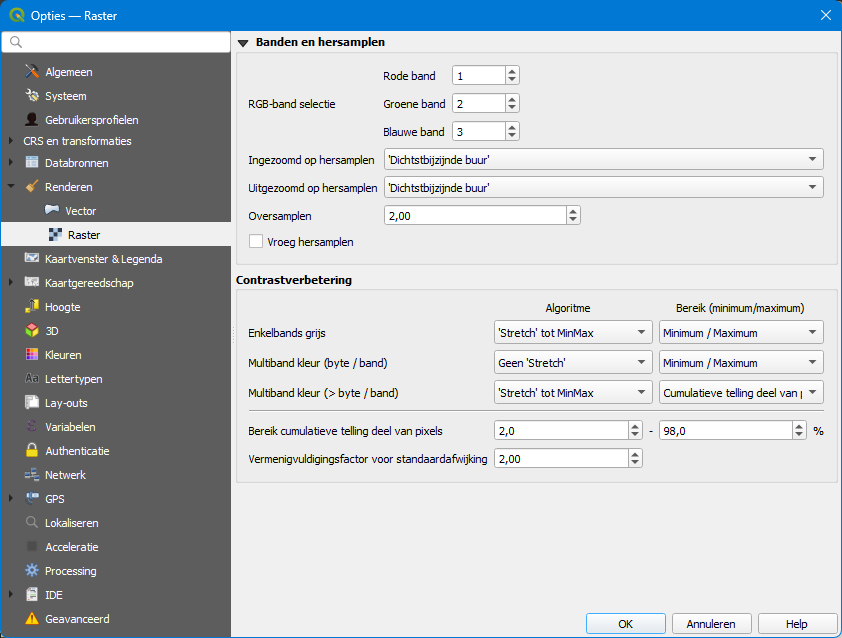 Opties — Raster
Algemeen
Systeem
Gebruikersprofielen
CRS en transformaties
Databronnen
Renderen
Vector
Raster
Kaartvenster & Legenda
Kaartgereedschap
Hoogte
3D
Kleuren
Lettertypen
Lay-outs
Variabelen
Authenticatie
Netwerk
GPS
Lokaliseren
Acceleratie
Processing
IDE
Geavanceerd
Banden en hersamplen
RGB-band selectie
Rode band 1
Groene band 2
Blauwe band 3
Ingezoomd op hersamplen 'Dichtstbijzijnde buur'
Uitgezoomd op hersamplen 'Dichtstbijzijnde buur'
Oversamplen 2,00
Vroeg hersamplen
Contrastverbetering
Algoritme Bereik (minimum/maximum)
Enkelbands grijs 'Stretch' tot MinMax Minimum / Maximum
Multiband kleur (byte / band) Geen 'Stretch' Minimum / Maximum
Multiband kleur (> byte / band) 'Stretch' tot MinMax Cumulatieve telling deel van
Bereik cumulatieve telling deel van pixels 2,0 - 98,0 %
Vermenigvuldigingsfactor voor standaardafwijking 2,00
OK Annuleren Help